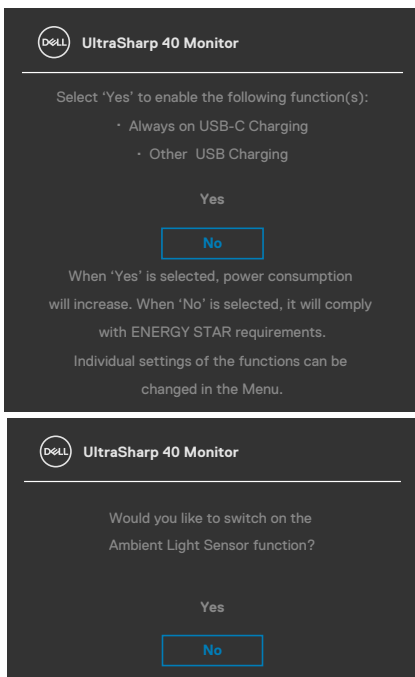 DELL UltraSharp 40 Monitor
Select ‘Yes’ to enable the following function(s):
· Always on USB-C Charging
· Other USB Charging
Yes
No
When ‘Yes’ is selected, power consumption
will increase. When ‘No’ is selected, it will comply
with ENERGY STAR requirements.
Individual settings of the functions can be
changed in the Menu.
DELL UltraSharp 40 Monitor
Would you like to switch on the
Ambient Light Sensor function?
Yes
No